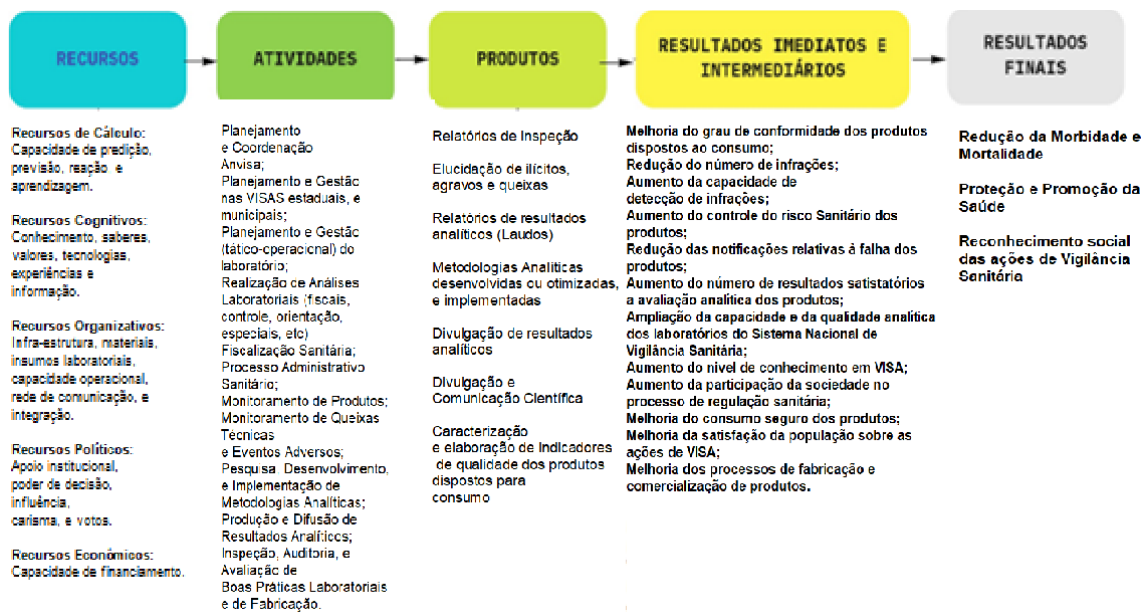 RECURSOS
ATIVIDADES
PRODUTOS
RESULTADOS IMEDIATOS E
INTERMEDIÁRIOS
RESULTADOS
FINAIS
Recursos de Cálculo:
Capacidade de predição,
previsão, reação e
aprendizagem.
Recursos Cognitivos:
Conhecimento, saberes,
valores, tecnologias,
experiências e
informação.
Recursos Organizativos:
Infra-estrutura, materiais,
insumos laboratoriais,
capacidade operacional,
rede de comunicação, e
integração.
Recursos Políticos:
Apoio institucional,
poder de decisão,
influência,
carisma, e votos.
Recursos Económicos:
Capacidade de financiamento.
Planejamento
e Coordenação
Anvisa;
Planejamento e Gestão
nas VISAS estaduais, e
municipais;
Planejamento e Gestão
(tático-operacional) do
laboratório;
Realização de Análises
Laboratoriais (fiscais,
controle, orientação,
especiais, etc)
Fiscalização Sanitária;
Processo Administrativo
Sanitário;
Monitoramento de Produtos;
Monitoramento de Queixas
Técnicas
e Eventos Adversos;
Pesquisa, Desenvolvimento,
e Implementação de
Metodologias Analíticas;
Produção e Difusão de
Resultados Analíticos;
Inspeção, Auditoria, e
Avaliação de
Boas Práticas Laboratoriais
e de Fabricação.
Relatórios de Inspeção
Elucidação de ilícitos,
agravos e queixas
Relatórios de resultados
analíticos (Laudos)
Metodologias Analíticas
desenvolvidas ou otimizadas,
e implementadas
Divulgação de resultados
analíticos
Divulgação e
Comunicação Científica
Caracterização
e elaboração de Indicadores
de qualidade dos produtos
dispostos para
consumo
Melhoria do grau de conformidade dos produtos
dispostos ao consumo;
Redução do número de infrações;
Aumento da capacidade de
detecção de infrações;
Aumento do controle do risco Sanitário dos
produtos;
Redução das notificações relativas à falha dos
produtos;
Aumento do número de resultados satistatórios
a avaliação analítica dos produtos;
Ampliação da capacidade e da qualidade analítica
dos laboratórios do Sistema Nacional de
Vigilância Sanitária;
Aumento do nivel de conhecimento em VISA;
Aumento da participação da sociedade no
processo de regulação sanitária;
Melhoria do consumo seguro dos produtos;
Melhoria da satisfação da população sobre as
ações de VISA;
Melhoria dos processos de fabricação e
comercialização de produtos.
Redução da Morbidade e
Mortalidade
Proteção e Promoção da
Saúde
Reconhecimento social
das ações de Vigilância
Sanitária